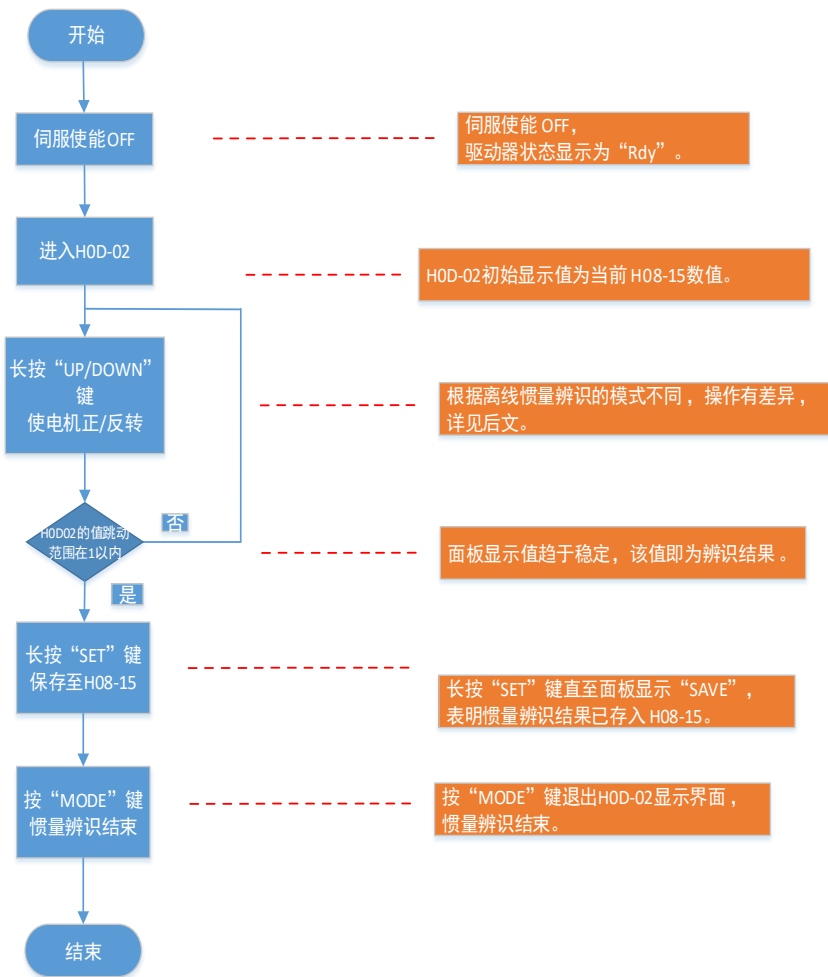 开始
伺服使能OFF
伺服使能 OFF,
驱动器状态显示为“Rdy”。
进入H0D-02
H0D-02初始显示值为当前 H08-15数值。
长按“UP/DOWN”
键
使电机正/反转
根据离线惯量辨识的模式不同，操作有差异，
详见后文。
H0D02的值跳动
范围在1以内
否
面板显示值趋于稳定，该值即为辨识结果。
是
长按“SET”键
保存至H08-15
长按“SET”键直至面板显示“SAVE”，
表明惯量辨识结果已存入 H08-15。
按“MODE”键
惯量辨识结束
按“MODE”键退出H0D-02显示界面，
惯量辨识结束。
结束